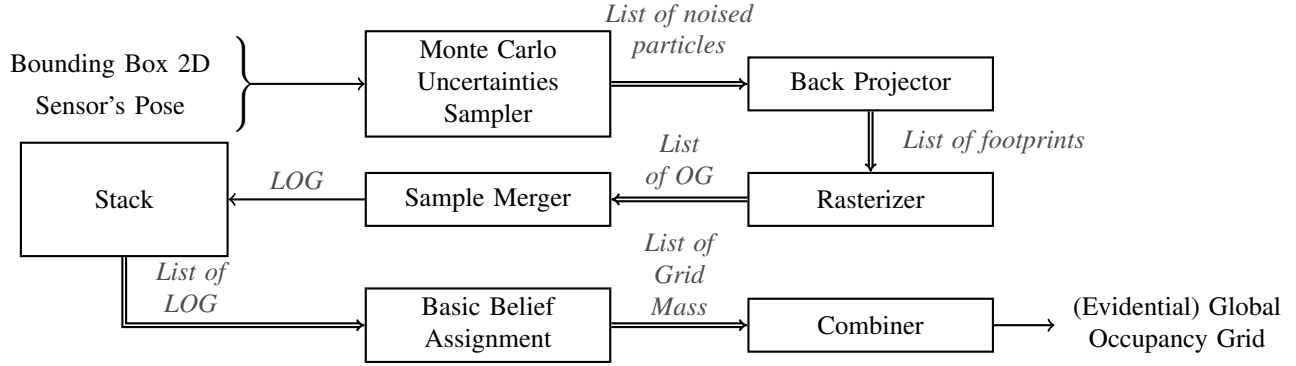 Bounding Box 2D
Sensor's Pose
Monte Carlo
Uncertainties
Sampler
List of noised
particles
Back Projector
List of footprints
Rasterizer
List
of OG
Sample Merger
LOG
Stack
List of
LOG
Basic Belief
Assignment
List of
Grid
Mass
Combiner
(Evidential) Global
Occupancy Grid